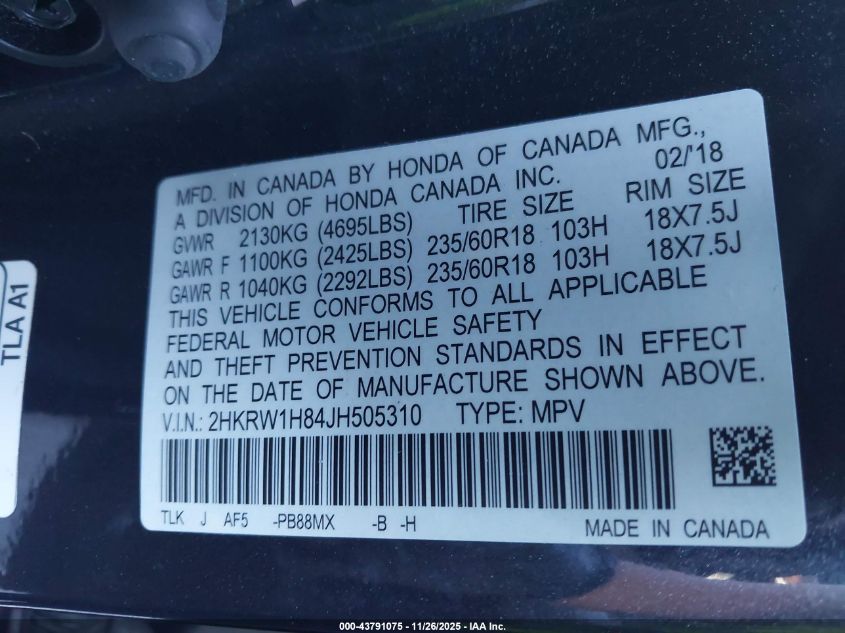 MFD. IN CANADA BY HONDA OF CANADA MFG.,
A DIVISION OF HONDA CANADA INC. 02/'18
GVWR 2130KG (4695LBS) TIRE SIZE RIM SIZE
GAWR F 1100KG (2425LBS) 235/60R18 103H 18X7.5J
GAWR R 1040KG (2292LBS) 235/60R18 103H 18X7.5J
THIS VEHICLE CONFORMS TO ALL APPLICABLE
FEDERAL MOTOR VEHICLE SAFETY
AND THEFT PREVENTION STANDARDS IN EFFECT
ON THE DATE OF MANUFACTURE SHOWN ABOVE.
V.I.N.: 2HKRW1H84JH505310 TYPE: MPV
TLK J AF5 -PB88MX -B -H
MADE IN CANADA
TLA A1
000-43791075 - 11/26/2025 - IAA Inc.